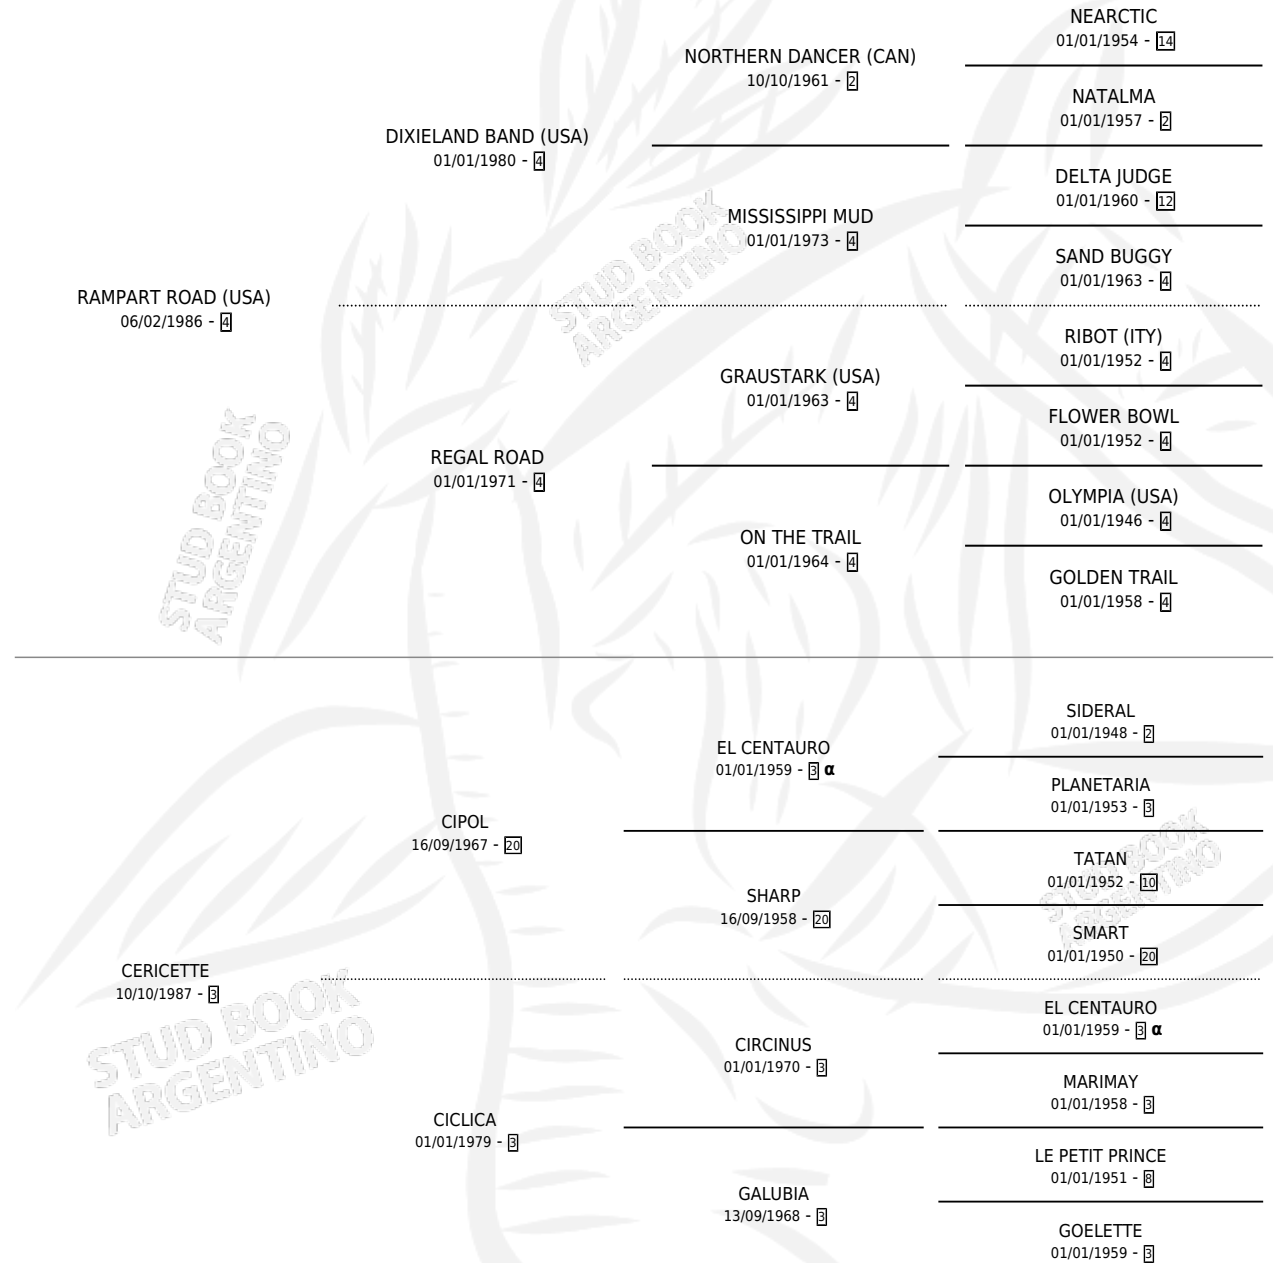 NEARCTIC
01/01/1954 - 14
NORTHERN DANCER (CAN)
10/10/1961 - 2
NATALMA
01/01/1957 - 2
DIXIELAND BAND (USA)
01/01/1980 - 4
DELTA JUDGE
01/01/1960 - 12
MISSISSIPPI MUD
01/01/1973 - 4
SAND BUGGY
01/01/1963 - 4
RAMPART ROAD (USA)
06/02/1986 - 4
RIBOT (ITY)
01/01/1952 - 4
GRAUSTARK (USA)
01/01/1963 - 4
FLOWER BOWL
01/01/1952 - 4
REGAL ROAD
01/01/1971 - 4
OLYMPIA (USA)
01/01/1946 - 4
ON THE TRAIL
01/01/1964 - 4
GOLDEN TRAIL
01/01/1958 - 4
SIDERAL
01/01/1948 - 2
EL CENTAURO
01/01/1959 - 3 α
PLANETARIA
01/01/1953 - 3
CIPOL
16/09/1967 - 20
TATAN
01/01/1952 - 10
SHARP
16/09/1958 - 20
SMART
01/01/1950 - 20
CERICETTE
10/10/1987 - 3
EL CENTAURO
01/01/1959 - 3 α
CIRCINUS
01/01/1970 - 3
MARIMAY
01/01/1958 - 3
CICLICA
01/01/1979 - 3
LE PETIT PRINCE
01/01/1951 - 8
GALUBIA
13/09/1968 - 3
GOELETTE
01/01/1959 - 3
STUD BOOK
ARGENTINO
STUD BOOK
ARGENTINO
STUD BOOK
ARGENTINO
STUD BOOK
ARGENTINO